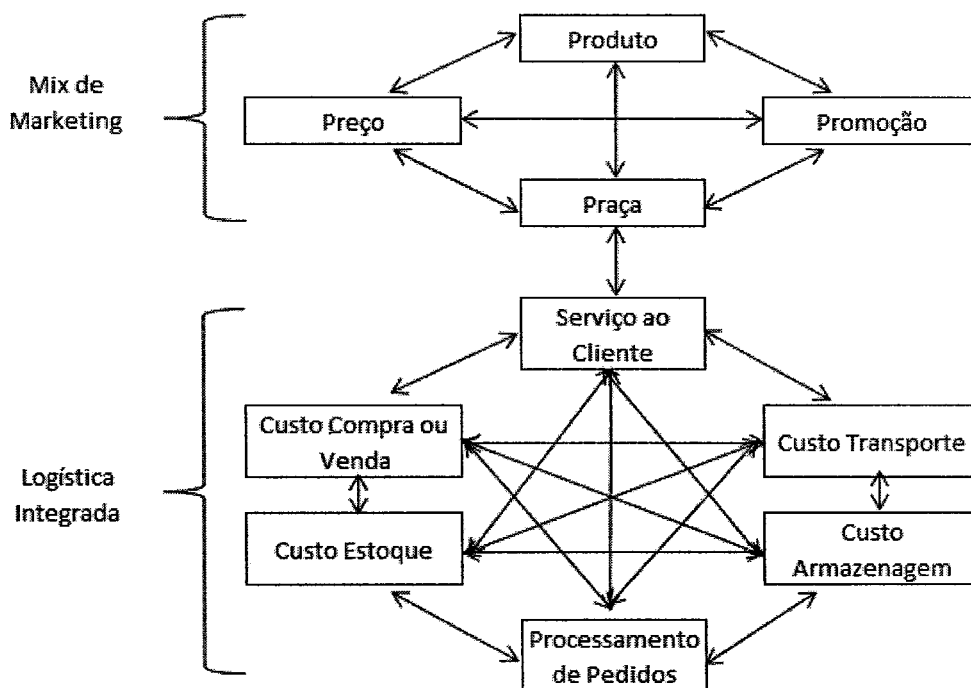 Mix de
Marketing
Produto
Preço
Promoção
Praça
Logística
Integrada
Serviço ao
Cliente
Custo Compra ou
Venda
Custo Transporte
Custo Estoque
Custo
Armazenagem
Processamento
de Pedidos